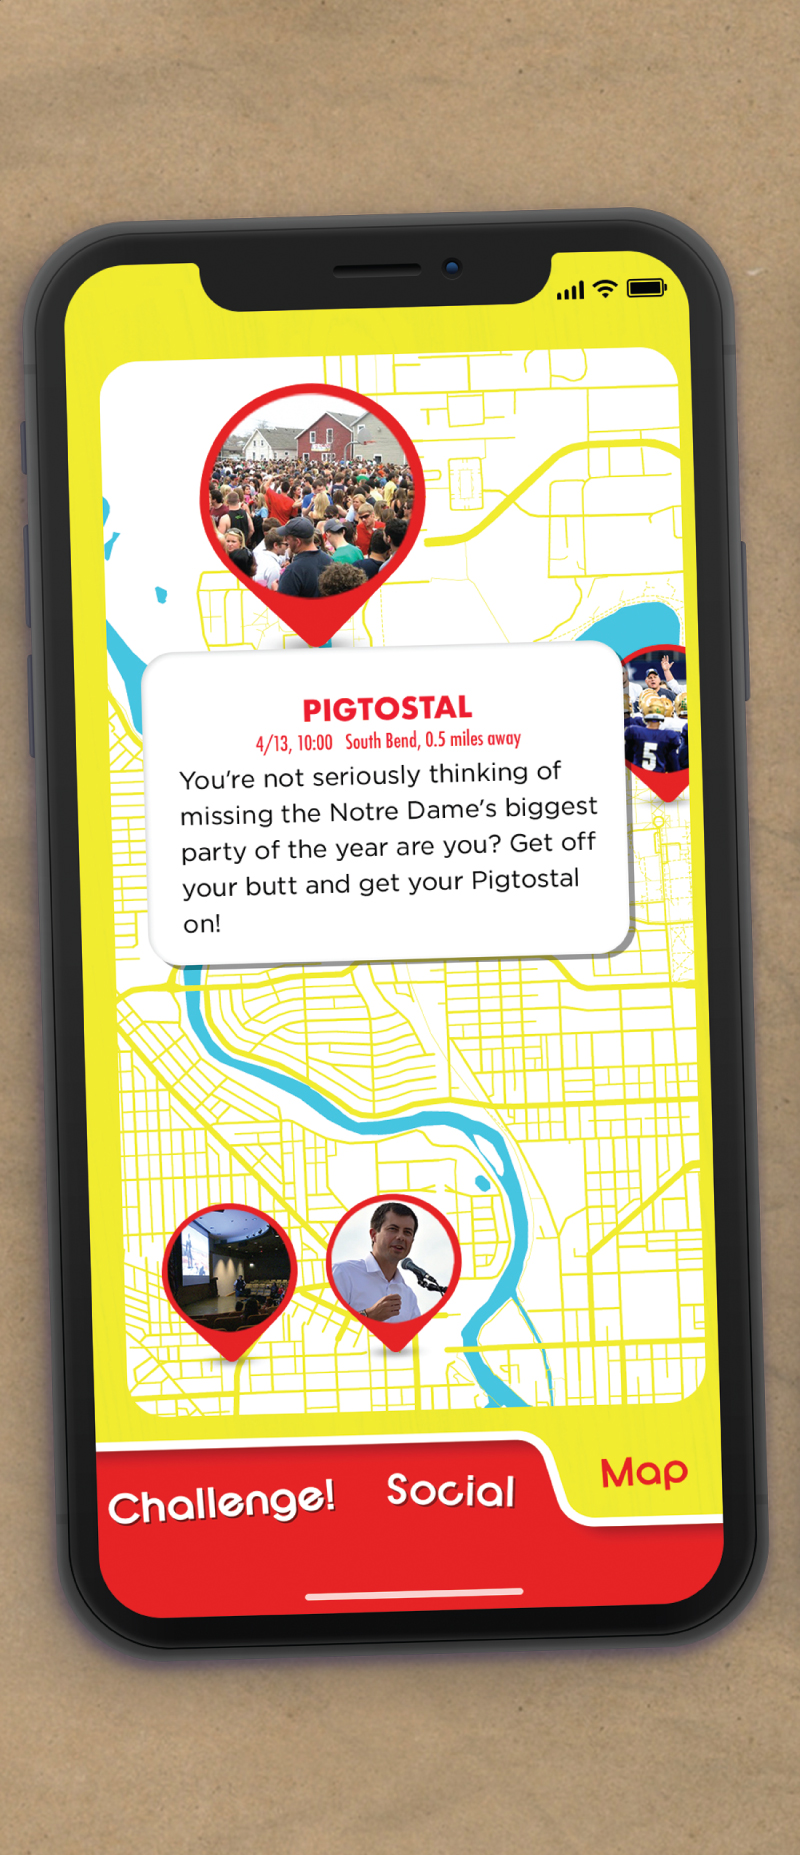 PIGTOSTAL
4/13, 10:00 South Bend, 0.5 miles away
You're not seriously thinking of
missing the Notre Dame's biggest
party of the year are you? Get off
your butt and get your Pigtostal
on!
5
Challenge! Social Map